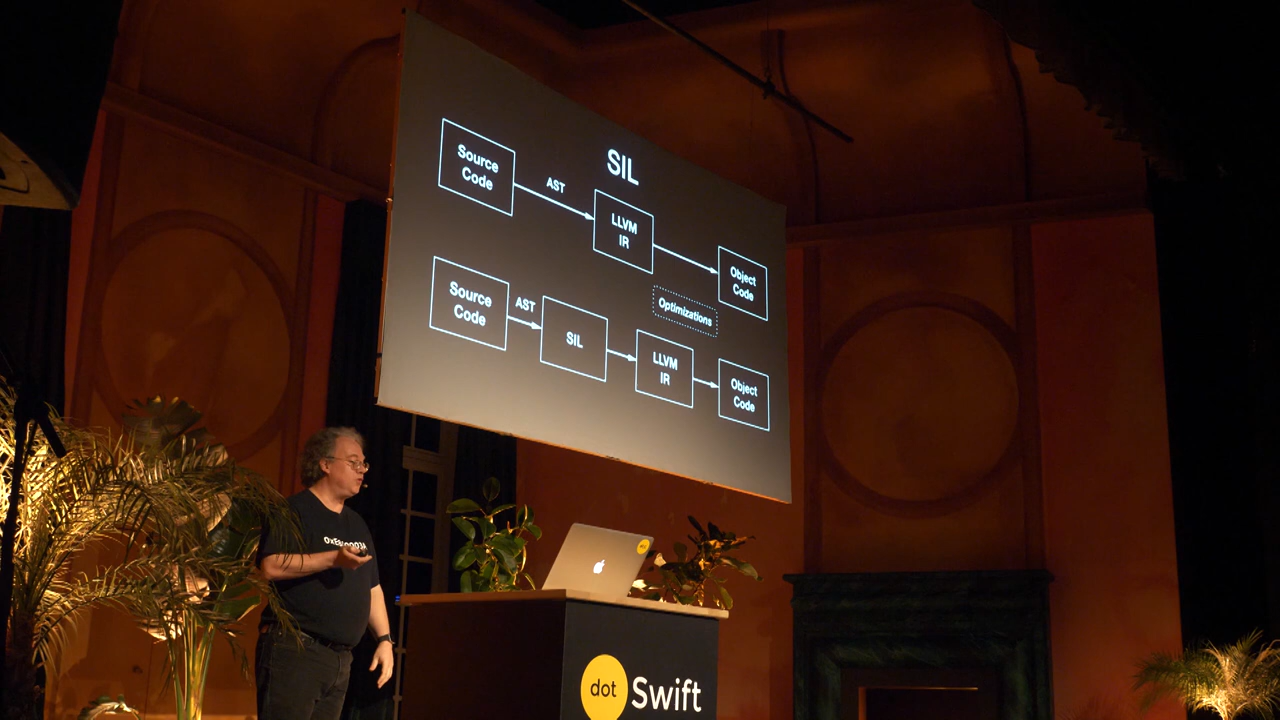 SIL
Source
Code
AST
LLVM
IR
Object
Code
Optimizations
Source
Code
AST
SIL
LLVM
IR
Object
Code
dot
Swift